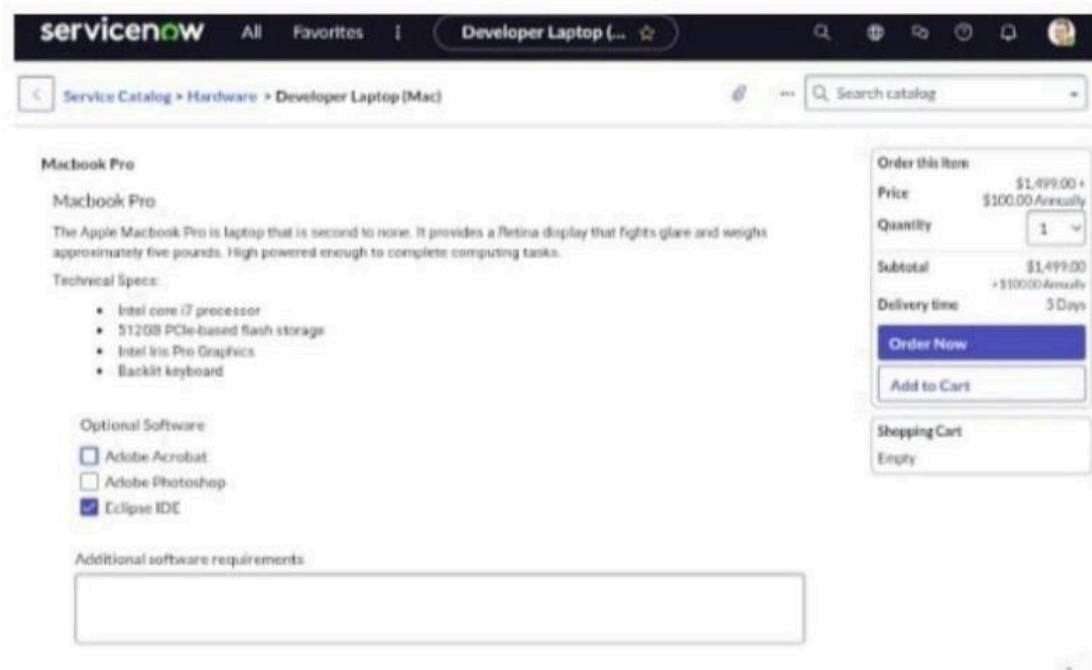 servicenow All Favorites Developer Laptop (...
Service Catalog > Hardware > Developer Laptop (Mac)
Search catalog
Macbook Pro
Macbook Pro
The Apple Macbook Pro is laptop that is second to none. It provides a Retina display that fights glare and weighs
approximately five pounds. High powered enough to complete computing tasks.
Technical Specs:
• Intel core i7 processor
• 512GB PCIe-based flash storage
• Intel Iris Pro Graphics
• Backlit keyboard
Optional Software
Adobe Acrobat
Adobe Photoshop
Eclipse IDE
Additional software requirements
Order this Item
Price $1,499.00 +
$100.00 Annually
Quantity 1
Subtotal $1,499.00
+ $100.00 Annually
Delivery time 5 Days
Order Now
Add to Cart
Shopping Cart
Empty